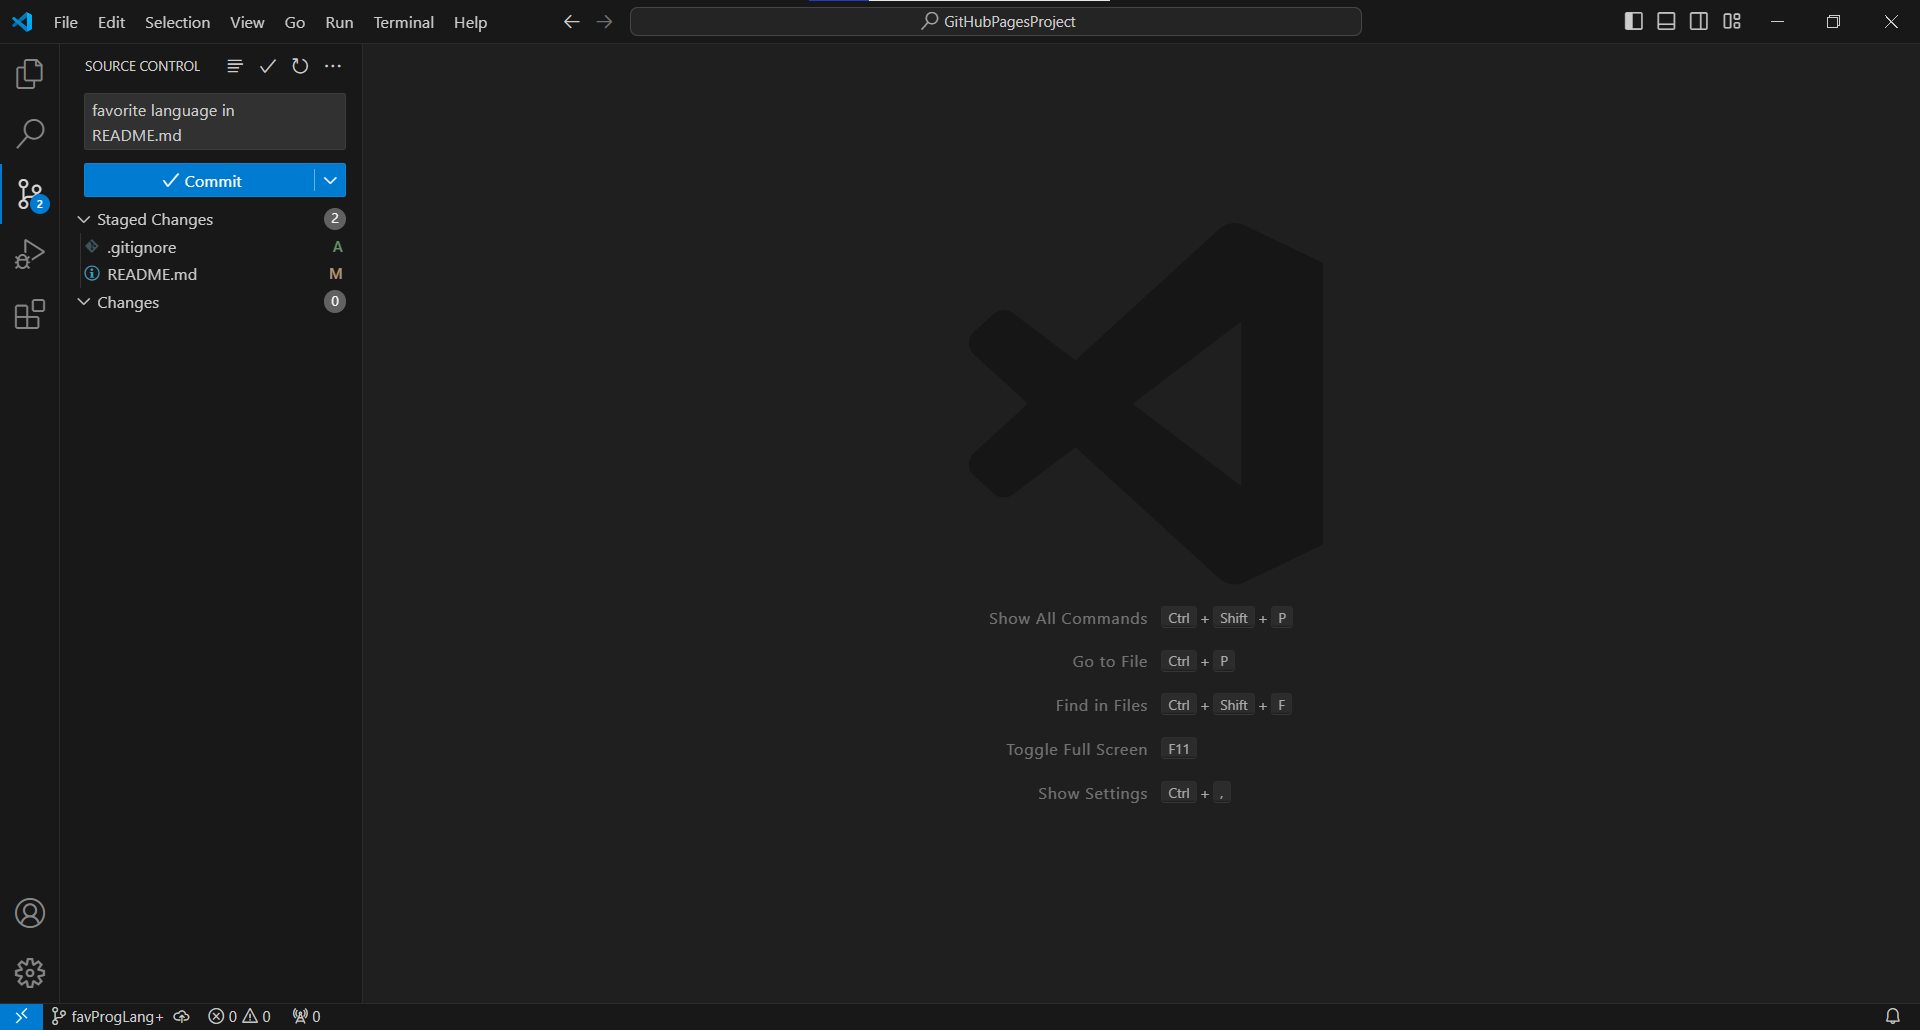 File Edit Selection View Go Run Terminal Help GitHubPagesProject
SOURCE CONTROL
favorite language in
README.md
Commit
2
Staged Changes 2
.gitignore A
README.md M
Changes 0
Show All Commands Ctrl + Shift + P
Go to File Ctrl + P
Find in Files Ctrl + Shift + F
Toggle Full Screen F11
Show Settings Ctrl + ,
favProgLang+ 0 0 0